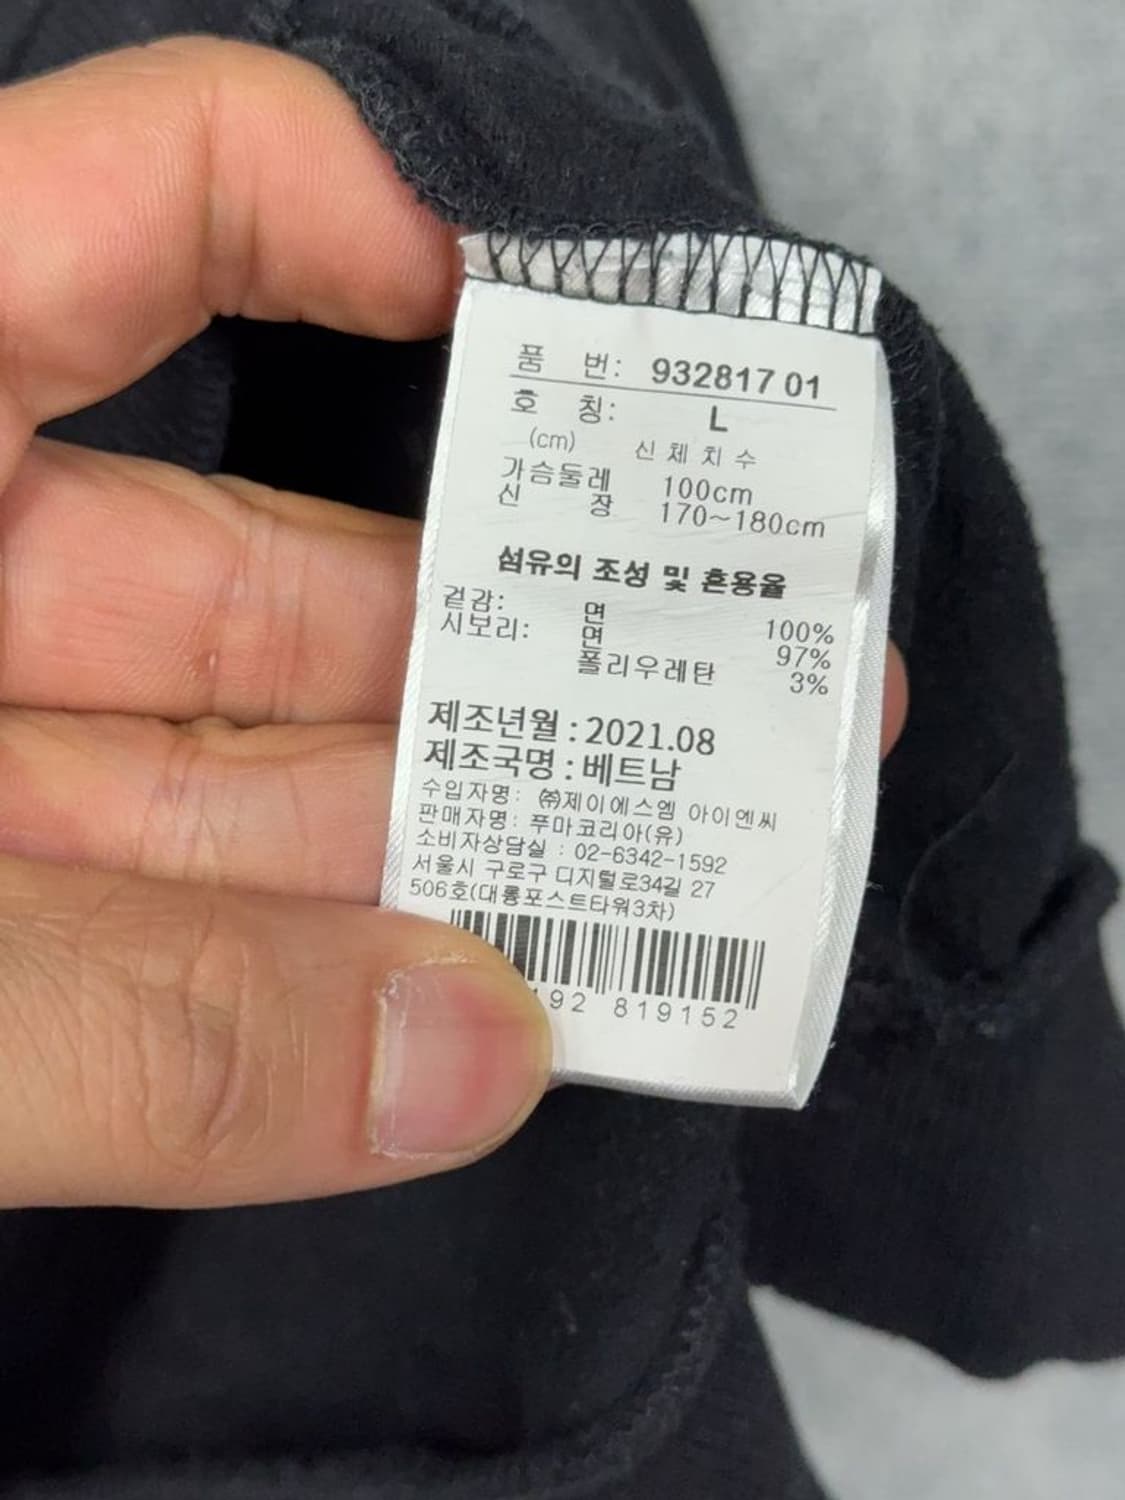 품 번: 932817 01
호 칭: L
(cm) 신체치수
가슴둘레 100cm
신 장 170~180cm
섬유의 조성 및 혼용율
겉감: 면 100%
시보리: 면 97%
폴리우레탄 3%
제조년월 : 2021.08
제조국명 : 베트남
수입자명: ㈜제이에스엠 아이엔씨
판매자명: 푸마코리아(유)
소비자상담실 : 02-6342-1592
서울시 구로구 디지털로34길 27
506호(대륭포스트타워3차)
192 819152